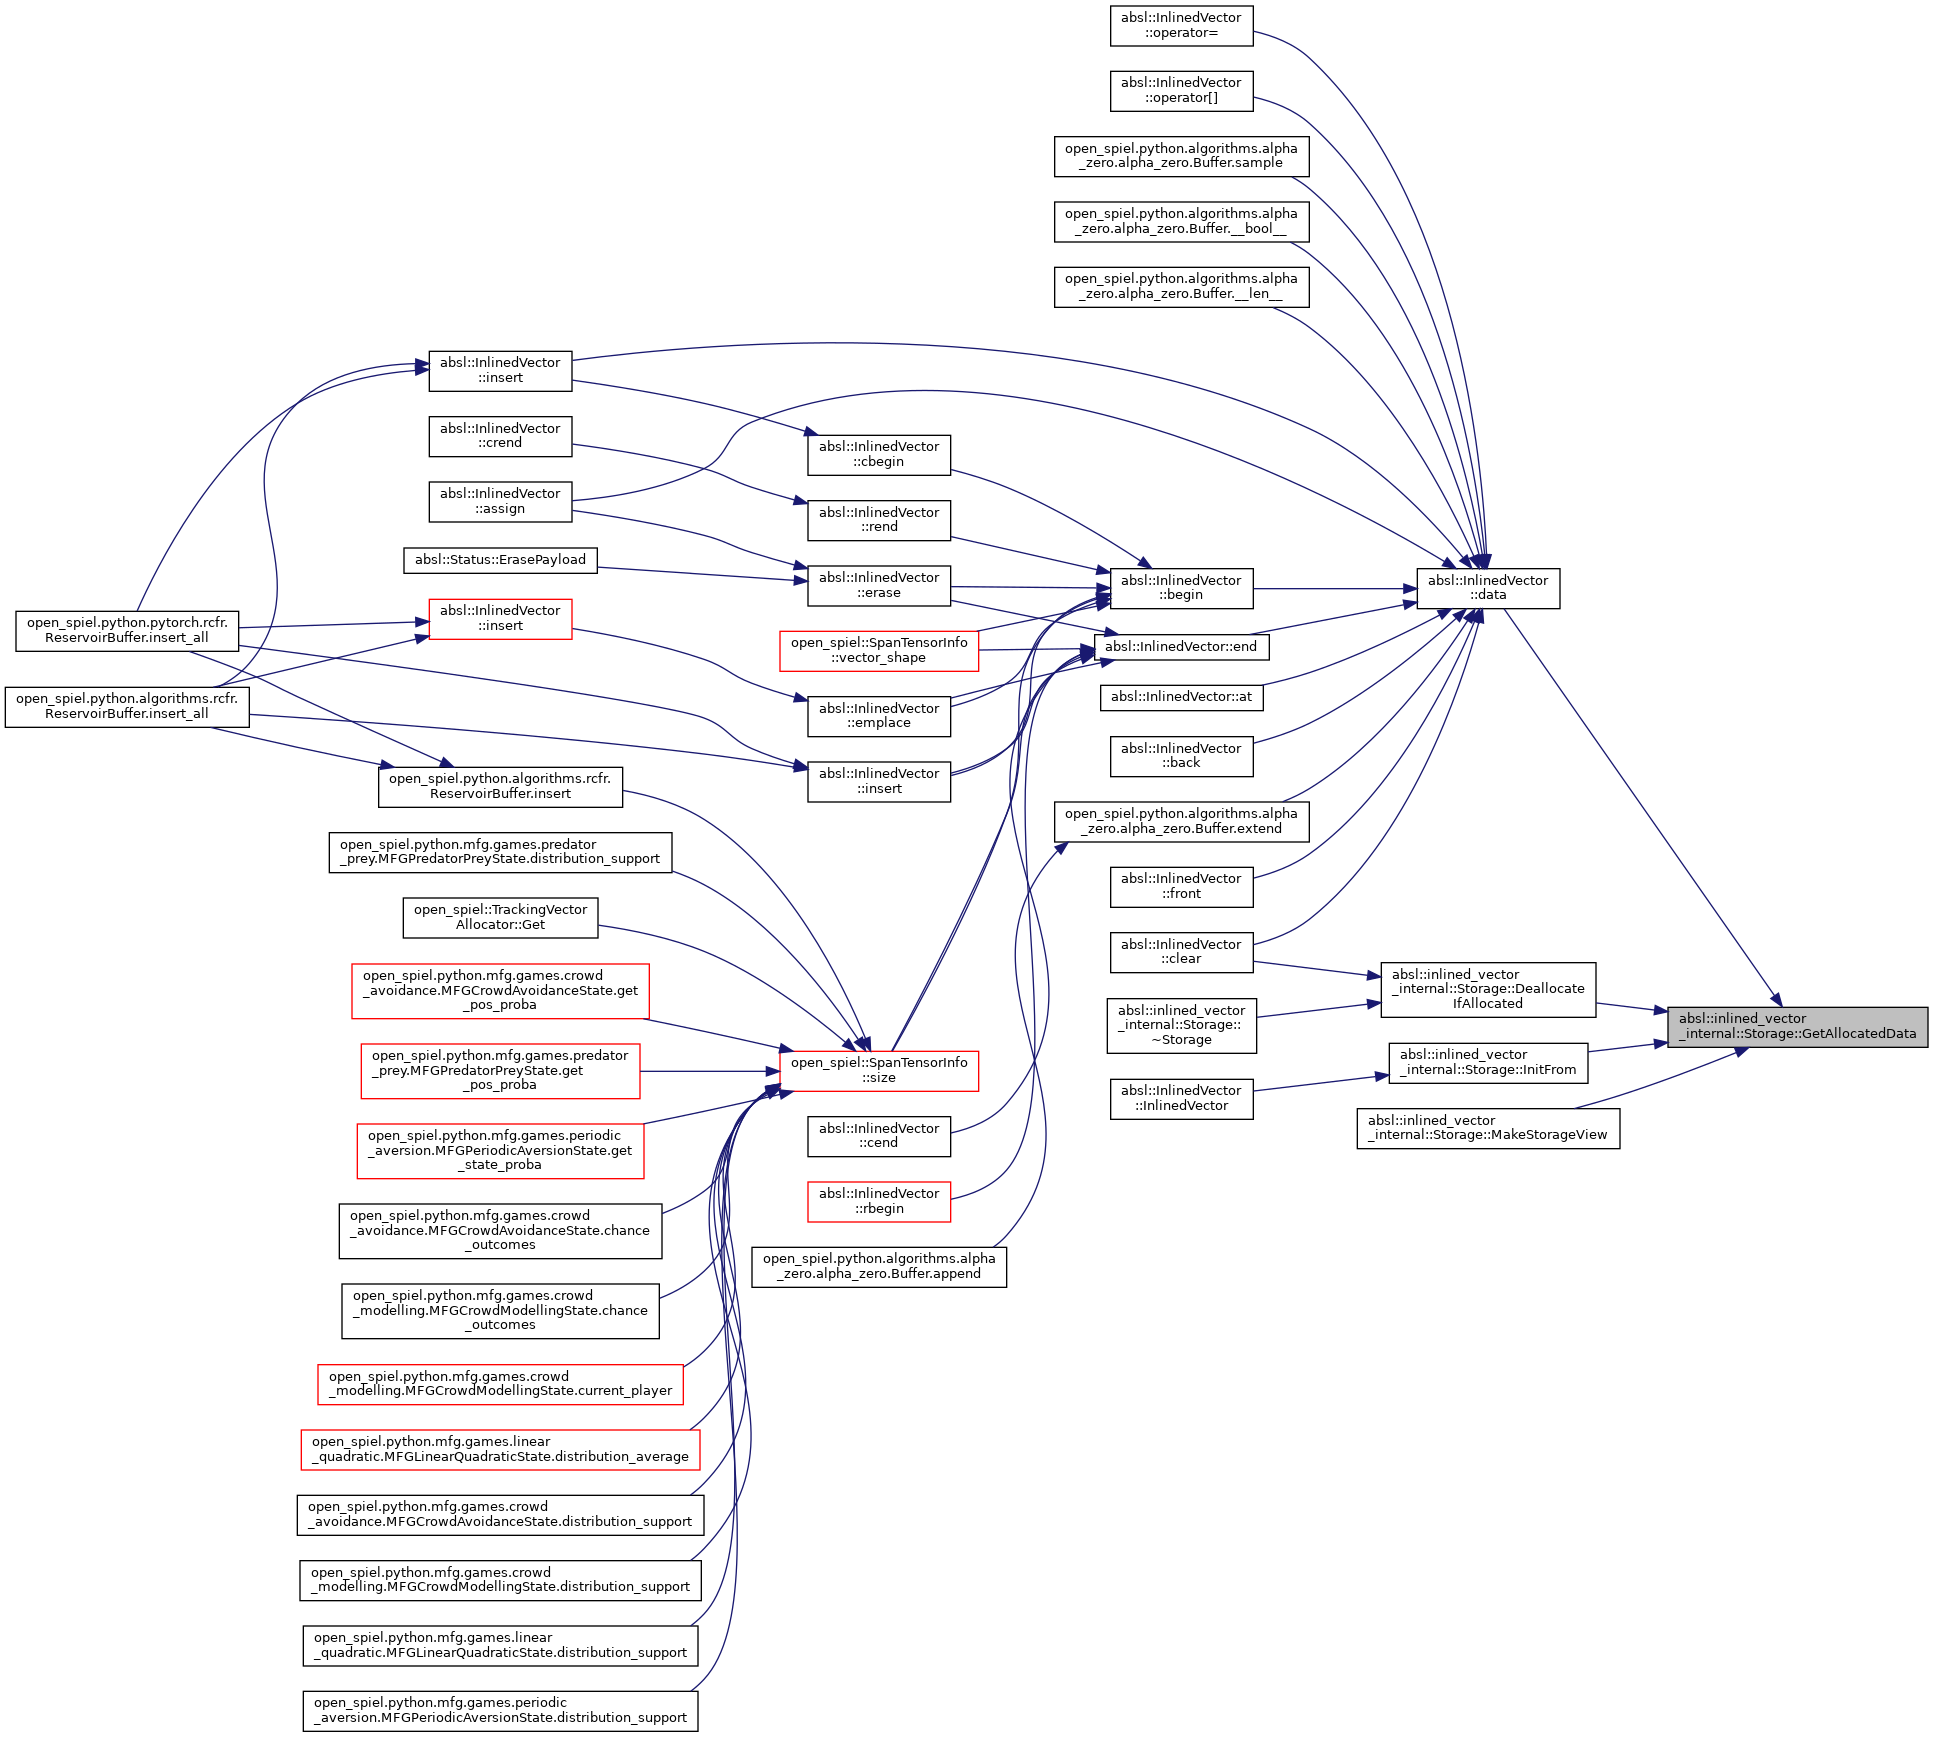 absl::InlinedVector
::operator=
absl::InlinedVector
::operator[]
open_spiel.python.algorithms.alpha
_zero.alpha_zero.Buffer.sample
open_spiel.python.algorithms.alpha
_zero.alpha_zero.Buffer.__bool__
open_spiel.python.algorithms.alpha
_zero.alpha_zero.Buffer.__len__
absl::InlinedVector
::insert
absl::InlinedVector
::crend
absl::InlinedVector
::assign
absl::Status::ErasePayload
absl::InlinedVector
::insert
open_spiel.python.pytorch.rcfr.
ReservoirBuffer.insert_all
open_spiel.python.algorithms.rcfr.
ReservoirBuffer.insert_all
open_spiel.python.algorithms.rcfr.
ReservoirBuffer.insert
absl::InlinedVector
::cbegin
absl::InlinedVector
::rend
absl::InlinedVector
::erase
open_spiel::SpanTensorInfo
::vector_shape
absl::InlinedVector
::emplace
absl::InlinedVector
::insert
absl::InlinedVector
::begin
absl::InlinedVector::end
absl::InlinedVector::at
absl::InlinedVector
::back
open_spiel.python.algorithms.alpha
_zero.alpha_zero.Buffer.extend
absl::InlinedVector
::front
absl::InlinedVector
::clear
absl::inlined_vector
_internal::Storage::
~Storage
absl::InlinedVector
::InlinedVector
absl::InlinedVector
::data
absl::inlined_vector
_internal::Storage::Deallocate
IfAllocated
absl::inlined_vector
_internal::Storage::InitFrom
absl::inlined_vector
_internal::Storage::MakeStorageView
absl::inlined_vector
_internal::Storage::GetAllocatedData
open_spiel.python.mfg.games.predator
_prey.MFGPredatorPreyState.distribution_support
open_spiel::TrackingVector
Allocator::Get
open_spiel.python.mfg.games.crowd
_avoidance.MFGCrowdAvoidanceState.get
_pos_proba
open_spiel.python.mfg.games.predator
_prey.MFGPredatorPreyState.get
_pos_proba
open_spiel.python.mfg.games.periodic
_aversion.MFGPeriodicAversionState.get
_state_proba
open_spiel.python.mfg.games.crowd
_avoidance.MFGCrowdAvoidanceState.chance
_outcomes
open_spiel.python.mfg.games.crowd
_modelling.MFGCrowdModellingState.chance
_outcomes
open_spiel.python.mfg.games.crowd
_modelling.MFGCrowdModellingState.current_player
open_spiel.python.mfg.games.linear
_quadratic.MFGLinearQuadraticState.distribution_average
open_spiel.python.mfg.games.crowd
_avoidance.MFGCrowdAvoidanceState.distribution_support
open_spiel.python.mfg.games.crowd
_modelling.MFGCrowdModellingState.distribution_support
open_spiel.python.mfg.games.linear
_quadratic.MFGLinearQuadraticState.distribution_support
open_spiel.python.mfg.games.periodic
_aversion.MFGPeriodicAversionState.distribution_support
open_spiel::SpanTensorInfo
::size
absl::InlinedVector
::cend
absl::InlinedVector
::rbegin
open_spiel.python.algorithms.alpha
_zero.alpha_zero.Buffer.append